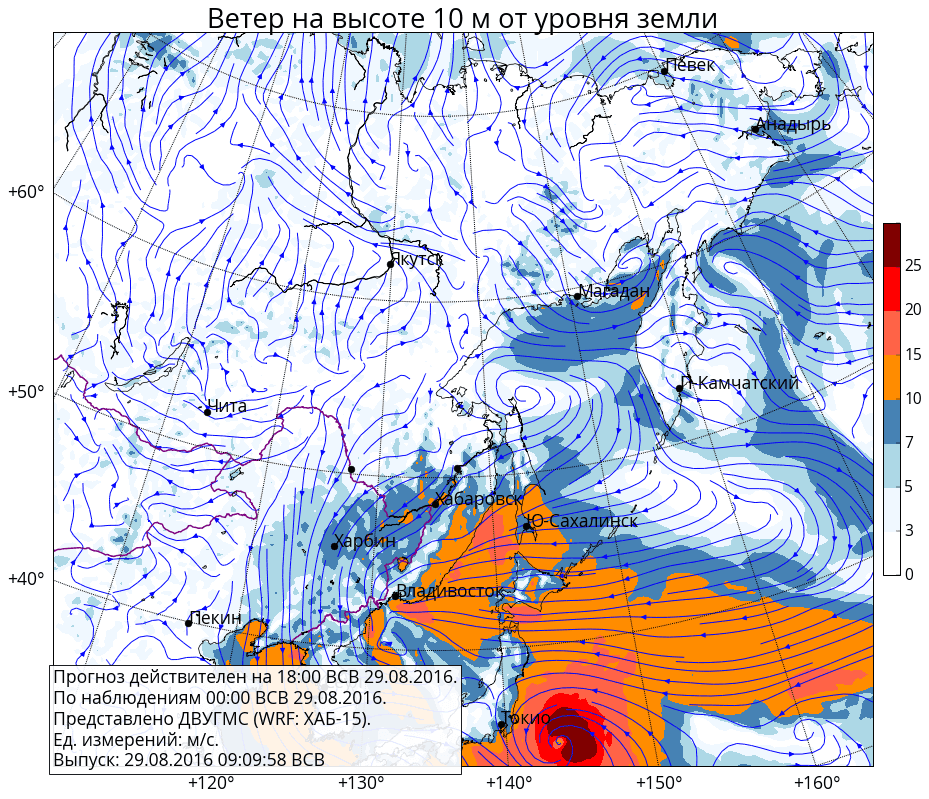 Ветер на высоте 10 м от уровня земли
Певек
Анадырь
+60°
Якутск
Магадан
25
20
15
П-Камчатский
+50°
Чита
10
7
Хабаровск
5
Ю-Сахалинск
Харбин
3
+40°
0
Владивосток
Пекин
Прогноз действителен на 18:00 ВСВ 29.08.2016.
По наблюдениям 00:00 ВСВ 29.08.2016.
Представлено ДВУГМС (WRF: ХАБ-15).
Ед. измерений: м/с.
Выпуск: 29.08.2016 09:09:58 ВСВ
Токио
+120° +130° +140° +150° +160°